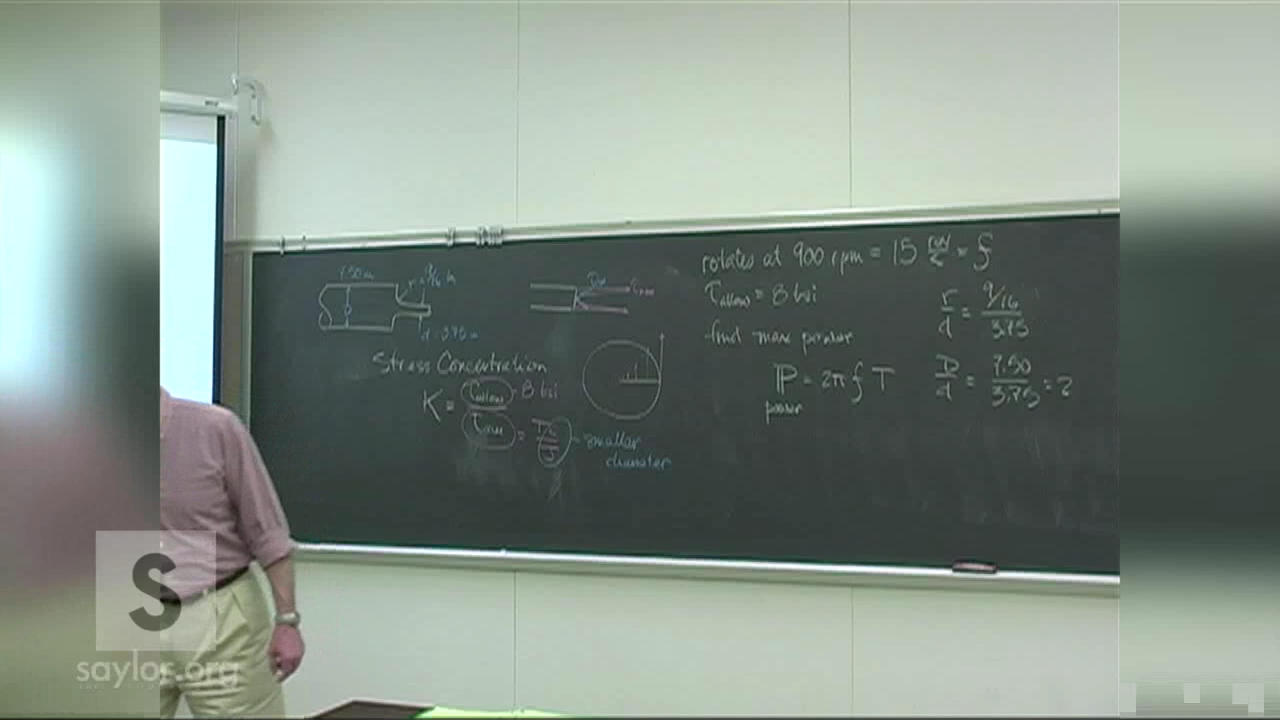 7.50 in
r = 9/16 in
d = 3.75 in
Stress Concentration
K = τallow = 8 ksi
τmax = Tc/J
smaller
diameter
rotates at 900 rpm = 15 rev/s = f
τallow = 8 ksi
find max power
P = 2π f T
power
r/d = 9/16 / 3.75
D/d = 7.50 / 3.75 = 2
S
saylor.org